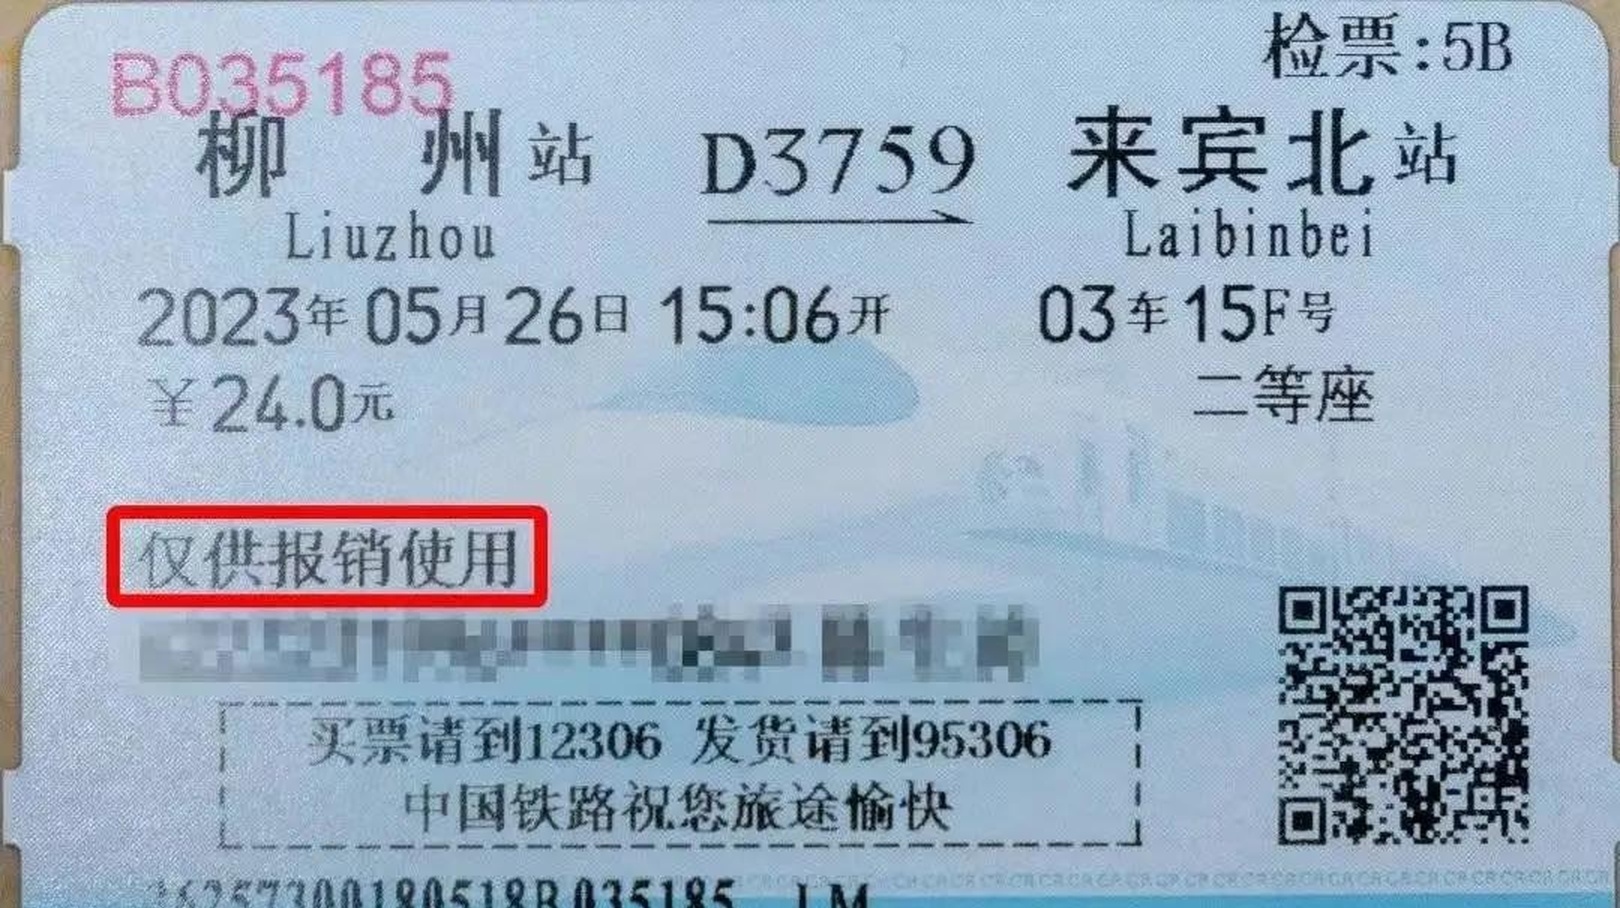 检票:5B
B035185
柳州站 D3759 来宾北站
Liuzhou Laibinbei
2023年05月26日 15:06开 03车15F号
¥24.0元 二等座
仅供报销使用
买票请到12306 发货请到95306
中国铁路祝您旅途愉快